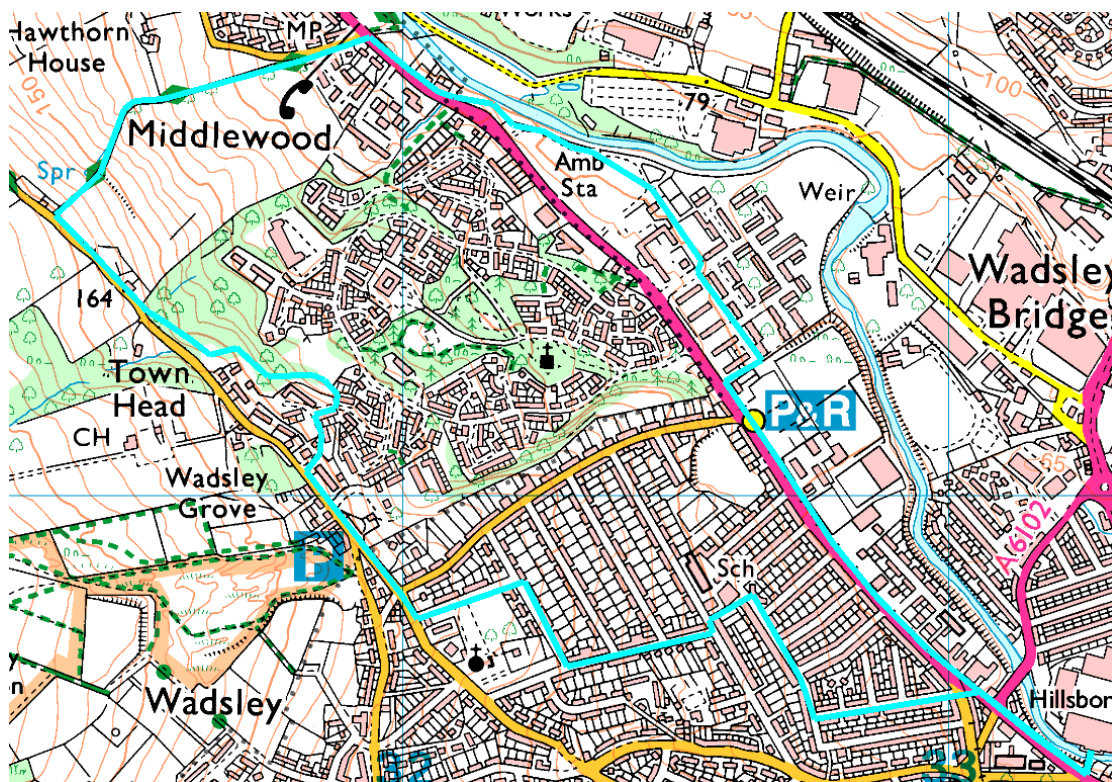 Works
Hawthorn
House
MP
150
Middlewood
Spr
79
100
Amb
Sta
Weir
Wadsley
Bridge
164
Town
Head
P&R
CH
65
Wadsley
Grove
A 6102
P
Sch
Wadsley
Hillsbor
32
33